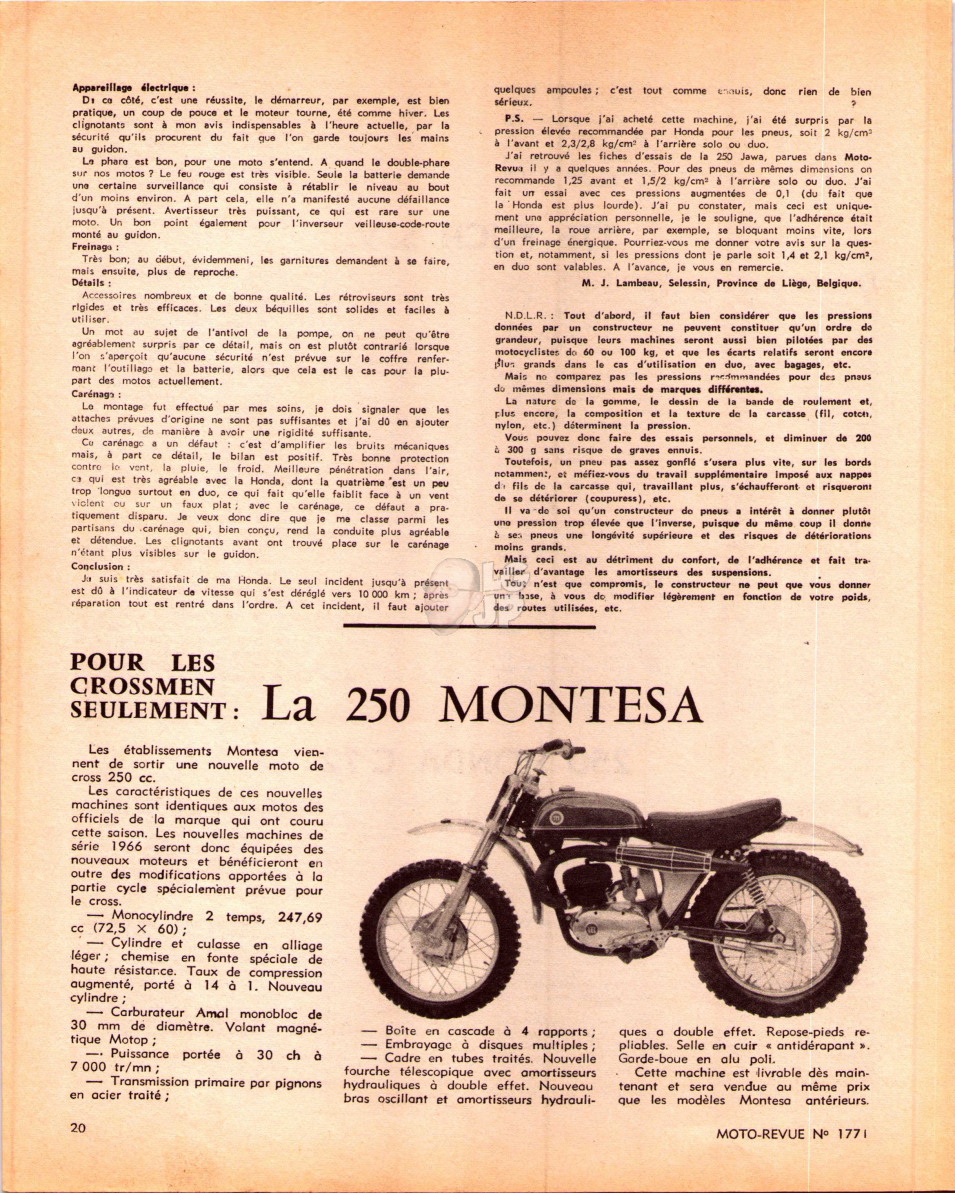 Appareillage électrique :
De ce côté, c'est une réussite, le démarreur, par exemple, est bien
pratique, un coup de pouce et le moteur tourne, été comme hiver. Les
clignotants sont à mon avis indispensables à l'heure actuelle, par la
sécurité qu'ils procurent du fait que l'on garde toujours les mains
au guidon.
Le phare est bon, pour une moto s'entend. A quand le double-phare
sur nos motos ? Le feu rouge est très visible. Seule la batterie demande
une certaine surveillance qui consiste à rétablir le niveau au bout
d'un mois environ. A part cela, elle n'a manifesté aucune défaillance
jusqu'à présent. Avertisseur très puissant, ce qui est rare sur une
moto. Un bon point également pour l'inverseur veilleuse-code-route
monté au guidon.
Freinage :
Très bon; au début, évidemmeni, les garnitures demandent à se faire,
mais ensuite, plus de reproche.
Détails :
Accessoires nombreux et de bonne qualité. Les rétroviseurs sont très
rigides et très efficaces. Les deux béquilles sont solides et faciles à
utiliser.
Un mot au sujet de l'antivol de la pompe, on ne peut qu'être
agréablement surpris par ce détail, mais on est plutôt contrarié lorsque
l'on s'aperçoit qu'aucune sécurité n'est prévue sur le coffre renfer-
mant l'outillage et la batterie, alors que cela est le cas pour la plu-
part des motos actuellement.
Carénage :
Le montage fut effectué par mes soins, je dois signaler que les
attaches prévues d'origine ne sont pas suffisantes et j'ai dû en ajouter
deux autres, de manière à avoir une rigidité suffisante.
Ce carénage a un défaut : c'est d'amplifier les bruits mécaniques
mais, à part ce détail, le bilan est positif. Très bonne protection
contre le vent, la pluie, le froid. Meilleure pénétration dans l'air,
ce qui est très agréable avec la Honda, dont la quatrième est un peu
trop longue surtout en duo, ce qui fait qu'elle faiblit face à un vent
violent ou sur un faux plat ; avec le carénage, ce défaut a pra-
tiquement disparu. Je veux donc dire que je me classe parmi les
partisans du carénage qui, bien conçu, rend la conduite plus agréable
et détendue. Les clignotants avant ont trouvé place sur le carénage
n'étant plus visibles sur le guidon.
Conclusion :
Je suis très satisfait de ma Honda. Le seul incident jusqu'à présent
est dû à l'indicateur de vitesse qui s'est déréglé vers 10 000 km ; après
réparation tout est rentré dans l'ordre. A cet incident, il faut ajouter
quelques ampoules ; c'est tout comme ennuis, donc rien de bien
sérieux. ?
P.S. — Lorsque j'ai acheté cette machine, j'ai été surpris par la
pression élevée recommandée par Honda pour les pneus, soit 2 kg/cm²
à l'avant et 2,3/2,8 kg/cm² à l'arrière solo ou duo.
J'ai retrouvé les fiches d'essais de la 250 Jawa, parues dans Moto-
Revue il y a quelques années. Pour des pneus de mêmes dimensions on
recommande 1,25 avant et 1,5/2 kg/cm² à l'arrière solo ou duo. J'ai
fait un essai avec ces pressions augmentées de 0,1 (du fait que
la Honda est plus lourde). J'ai pu constater, mais ceci est unique-
ment une appréciation personnelle, je le souligne, que l'adhérence était
meilleure, la roue arrière, par exemple, se bloquant moins vite, lors
d'un freinage énergique. Pourriez-vous me donner votre avis sur la ques-
tion et, notamment, si les pressions dont je parle soit 1,4 et 2,1 kg/cm²,
en duo sont valables. A l'avance, je vous en remercie.
M. J. Lambeau, Selessin, Province de Liège, Belgique.
N.D.L.R. : Tout d'abord, il faut bien considérer que les pressions
données par un constructeur ne peuvent constituer qu'un ordre de
grandeur, puisque leurs machines seront aussi bien pilotées par des
motocyclistes de 60 ou 100 kg, et que les écarts relatifs seront encore
plus grands dans le cas d'utilisation en duo, avec bagages, etc.
Mais ne comparez pas les pressions recommandées pour des pneus
de mêmes dimensions mais de marques différentes.
La nature de la gomme, le dessin de la bande de roulement et,
plus encore, la composition et la texture de la carcasse (fil, coton,
nylon, etc.) déterminent la pression.
Vous pouvez donc faire des essais personnels, et diminuer de 200
à 300 g sans risque de graves ennuis.
Toutefois, un pneu pas assez gonflé s'usera plus vite, sur les bords
notamment, et méfiez-vous du travail supplémentaire imposé aux nappes
de fils de la carcasse qui, travaillant plus, s'échaufferont et risqueront
de se détériorer (coupuress), etc.
Il va de soi qu'un constructeur de pneus a intérêt à donner plutôt
une pression trop élevée que l'inverse, puisque du même coup il donne
à ses pneus une longévité supérieure et des risques de détériorations
moins grands.
Mais ceci est au détriment du confort, de l'adhérence et fait tra-
vailler d'avantage les amortisseurs des suspensions.
Tout n'est que compromis, le constructeur ne peut que vous donner
une base, à vous de modifier légèrement en fonction de votre poids,
des routes utilisées, etc.
POUR LES
CROSSMEN
SEULEMENT : La 250 MONTESA
Les établissements Montesa vien-
nent de sortir une nouvelle moto de
cross 250 cc.
Les caractéristiques de ces nouvelles
machines sont identiques aux motos des
officiels de la marque qui ont couru
cette saison. Les nouvelles machines de
série 1966 seront donc équipées des
nouveaux moteurs et bénéficieront en
outre des modifications apportées à la
partie cycle spécialement prévue pour
le cross.
— Monocylindre 2 temps, 247,69
cc (72,5 × 60) ;
— Cylindre et culasse en alliage
léger ; chemise en fonte spéciale de
haute résistance. Taux de compression
augmenté, porté à 14 à 1. Nouveau
cylindre ;
— Carburateur Amal monobloc de
30 mm de diamètre. Volant magné-
tique Motop ;
— Puissance portée à 30 ch à
7 000 tr/mn ;
— Transmission primaire par pignons
en acier traité ;
— Boîte en cascade à 4 rapports ;
— Embrayage à disques multiples ;
— Cadre en tubes traités. Nouvelle
fourche télescopique avec amortisseurs
hydrauliques à double effet. Nouveau
bras oscillant et amortisseurs hydrauli-
ques a double effet. Repose-pieds re-
pliables. Selle en cuir « antidérapant ».
Garde-boue en alu poli.
Cette machine est livrable dès main-
tenant et sera vendue au même prix
que les modèles Montesa antérieurs.
20
MOTO-REVUE Nº 1771